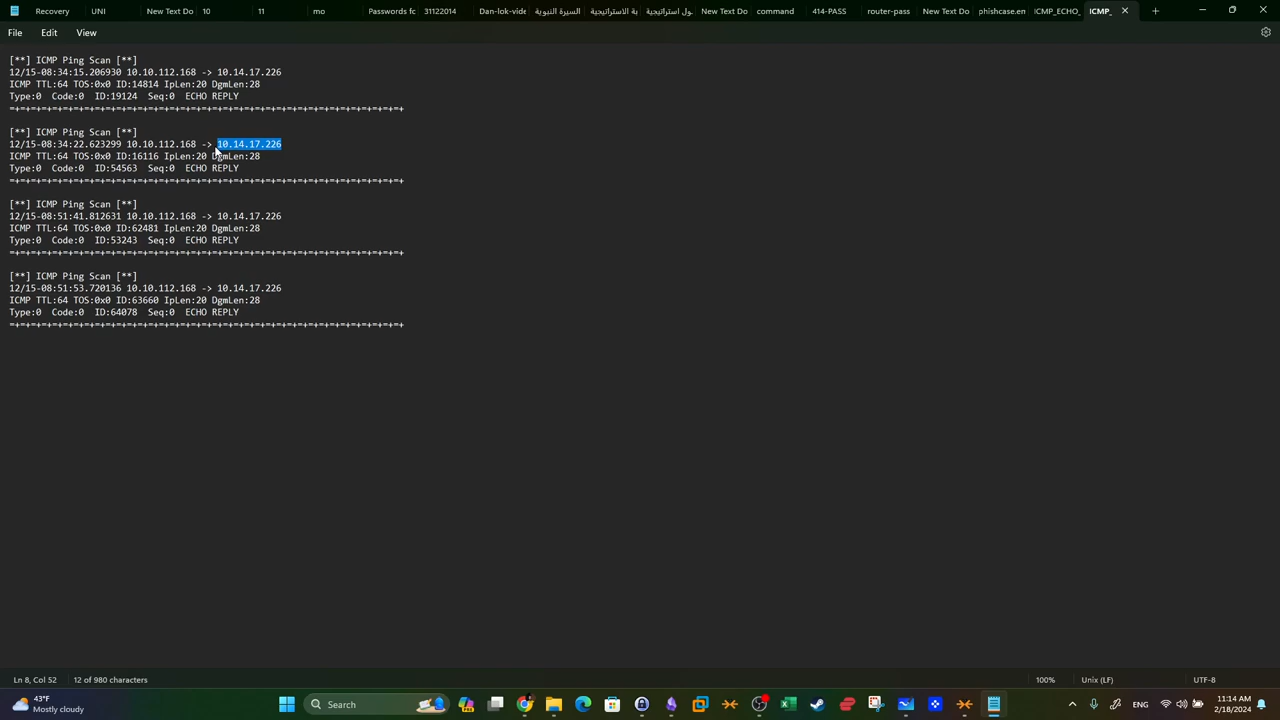 Recovery
UNI
New Text Do
10
11
mo
Passwords fc
31122014
Dan-lok-vide
السيرة النبوية
ية الاستراتيجية
ول استراتيجية
New Text Do
command
414-PASS
router-pass
New Text Do
phishcase.en
ICMP_ECHO_
ICMP_
File Edit View
[**] ICMP Ping Scan [**]
12/15-08:34:15.206930 10.10.112.168 -> 10.14.17.226
ICMP TTL:64 TOS:0x0 ID:14814 IpLen:20 DgmLen:28
Type:0  Code:0  ID:19124  Seq:0  ECHO REPLY
=+=+=+=+=+=+=+=+=+=+=+=+=+=+=+=+=+=+=+=+=+=+=+=+=+=+=+=+=+=+=+=+=+=+=+=+=+
[**] ICMP Ping Scan [**]
12/15-08:34:22.623299 10.10.112.168 -> 10.14.17.226
ICMP TTL:64 TOS:0x0 ID:16116 IpLen:20 DgmLen:28
Type:0  Code:0  ID:54563  Seq:0  ECHO REPLY
=+=+=+=+=+=+=+=+=+=+=+=+=+=+=+=+=+=+=+=+=+=+=+=+=+=+=+=+=+=+=+=+=+=+=+=+=+
[**] ICMP Ping Scan [**]
12/15-08:51:41.812631 10.10.112.168 -> 10.14.17.226
ICMP TTL:64 TOS:0x0 ID:62481 IpLen:20 DgmLen:28
Type:0  Code:0  ID:53243  Seq:0  ECHO REPLY
=+=+=+=+=+=+=+=+=+=+=+=+=+=+=+=+=+=+=+=+=+=+=+=+=+=+=+=+=+=+=+=+=+=+=+=+=+
[**] ICMP Ping Scan [**]
12/15-08:51:53.720136 10.10.112.168 -> 10.14.17.226
ICMP TTL:64 TOS:0x0 ID:63660 IpLen:20 DgmLen:28
Type:0  Code:0  ID:64078  Seq:0  ECHO REPLY
=+=+=+=+=+=+=+=+=+=+=+=+=+=+=+=+=+=+=+=+=+=+=+=+=+=+=+=+=+=+=+=+=+=+=+=+=+
Ln 8, Col 52
12 of 980 characters
100%
Unix (LF)
UTF-8
43°F
Mostly cloudy
Search
ENG
11:14 AM
2/18/2024